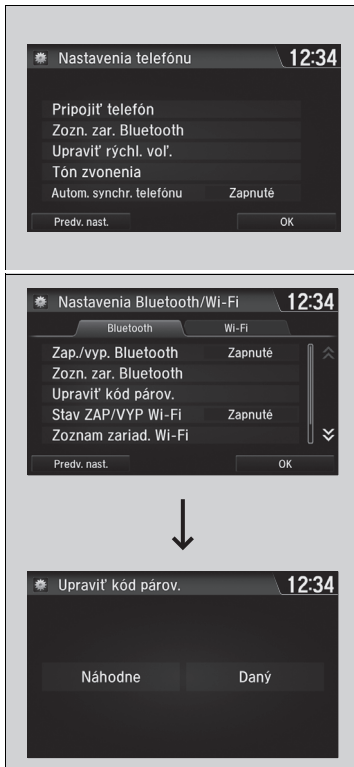 Nastavenia telefónu 12:34
Pripojiť telefón
Zozn. zar. Bluetooth
Upraviť rýchl. voľ.
Tón zvonenia
Autom. synchr. telefónu Zapnuté
Predv. nast. OK
Nastavenia Bluetooth/Wi-Fi 12:34
Bluetooth Wi-Fi
Zap./vyp. Bluetooth Zapnuté
Zozn. zar. Bluetooth
Upraviť kód párov.
Stav ZAP/VYP Wi-Fi Zapnuté
Zoznam zariad. Wi-Fi
Predv. nast. OK
Upraviť kód párov. 12:34
Náhodne Daný